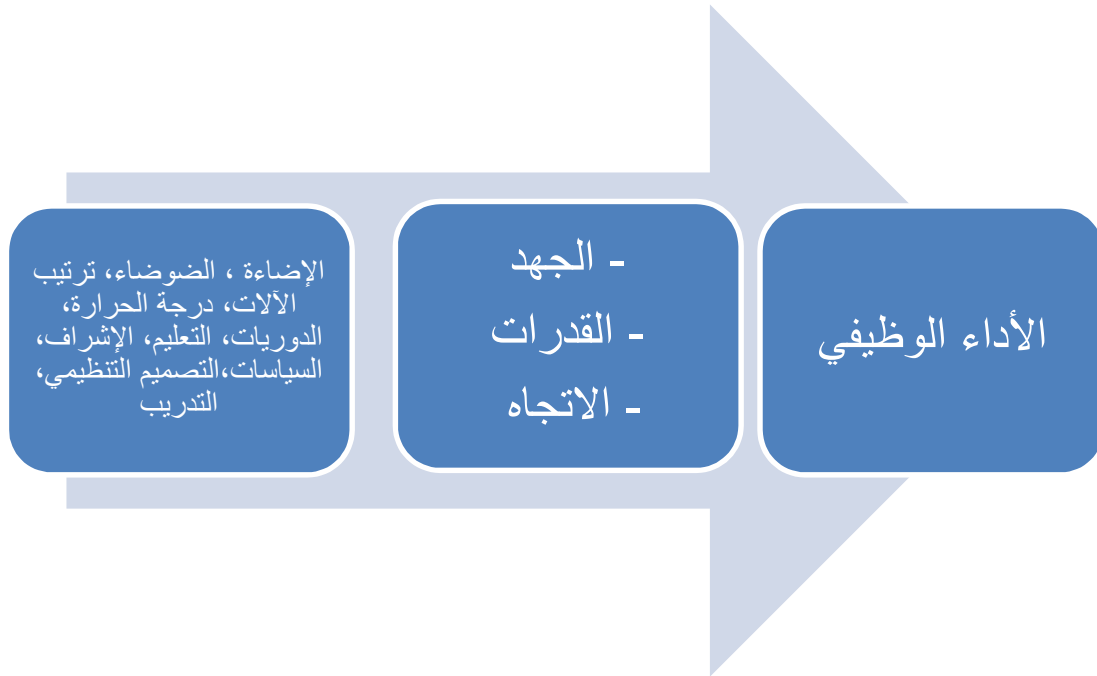 الإضاءة ، الضوضاء، ترتيب
الآلات، درجة الحرارة،
الدوريات، التعليم، الإشراف،
السياسات،التصميم التنظيمي،
التدريب
- الجهد
- القدرات
- الاتجاه
الأداء الوظيفي